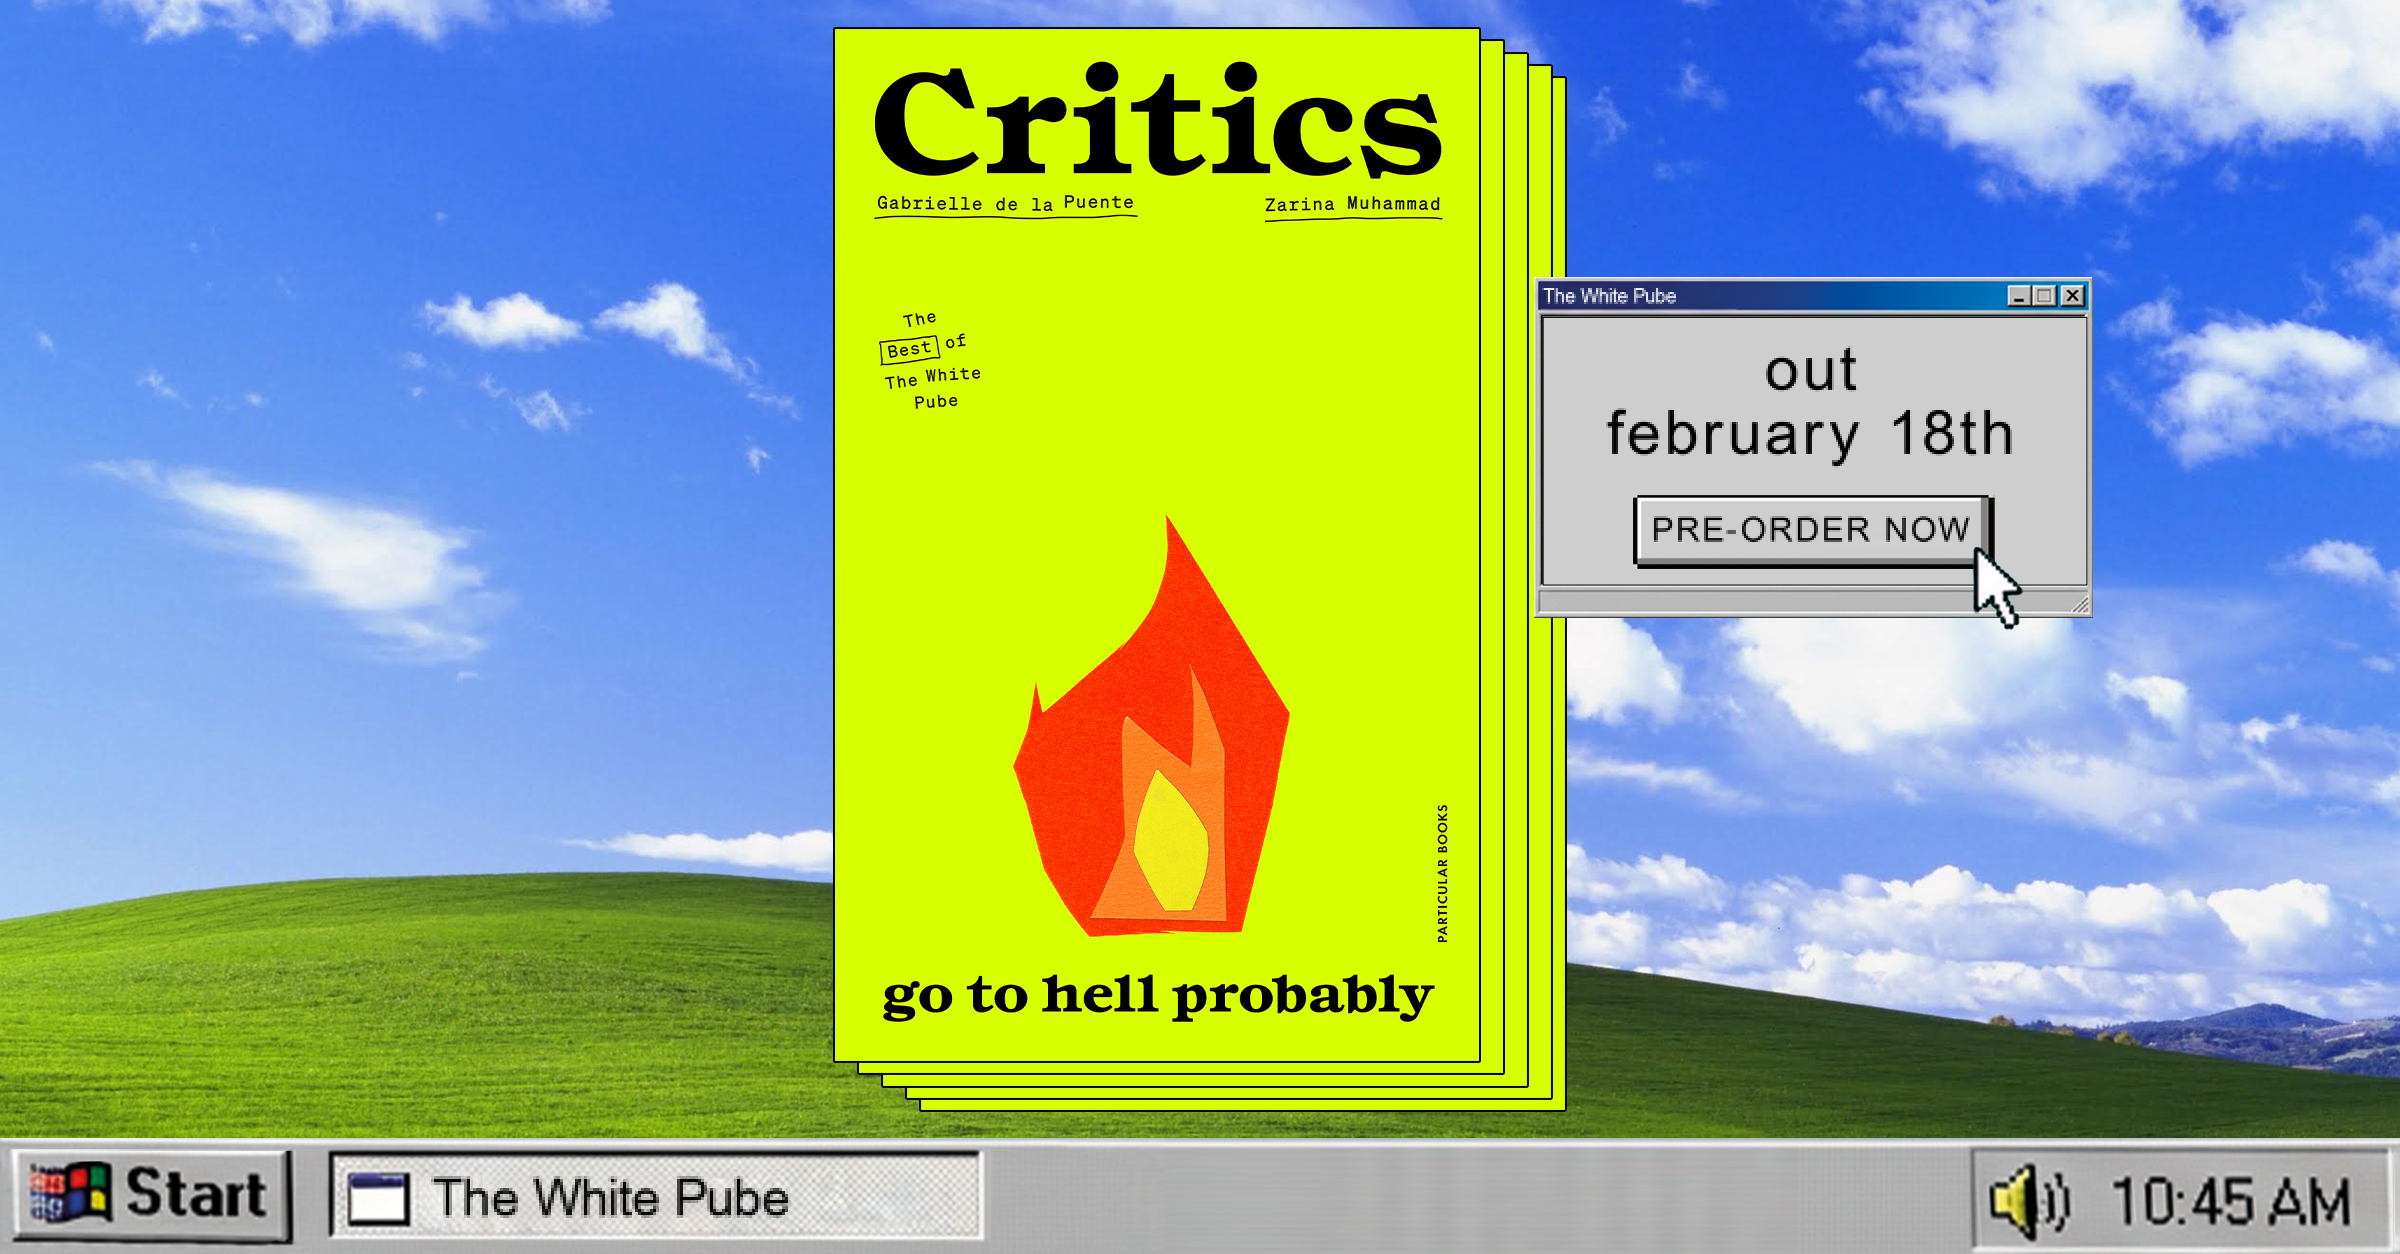 Critics
Gabrielle de la Puente
Zarina Muhammad
The
Best of
The White
Pube
PARTICULAR BOOKS
go to hell probably
The White Pube
out
february 18th
PRE-ORDER NOW
Start
The White Pube
10:45 AM